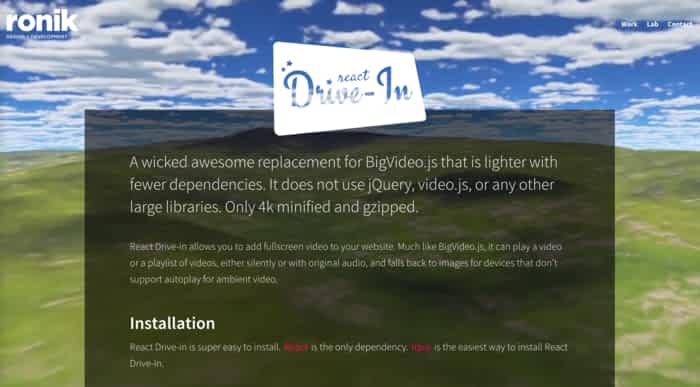 ronik
DESIGN + DEVELOPMENT
Work Lab Contact
react
Drive-In
A wicked awesome replacement for BigVideo.js that is lighter with
fewer dependencies. It does not use jQuery, video.js, or any other
large libraries. Only 4k minified and gzipped.
React Drive-in allows you to add fullscreen video to your website. Much like BigVideo.js, it can play a video
or a playlist of videos, either silently or with original audio, and falls back to images for devices that don't
support autoplay for ambient video.
Installation
React Drive-in is super easy to install. React is the only dependency. is the easiest way to install React
Drive-in.